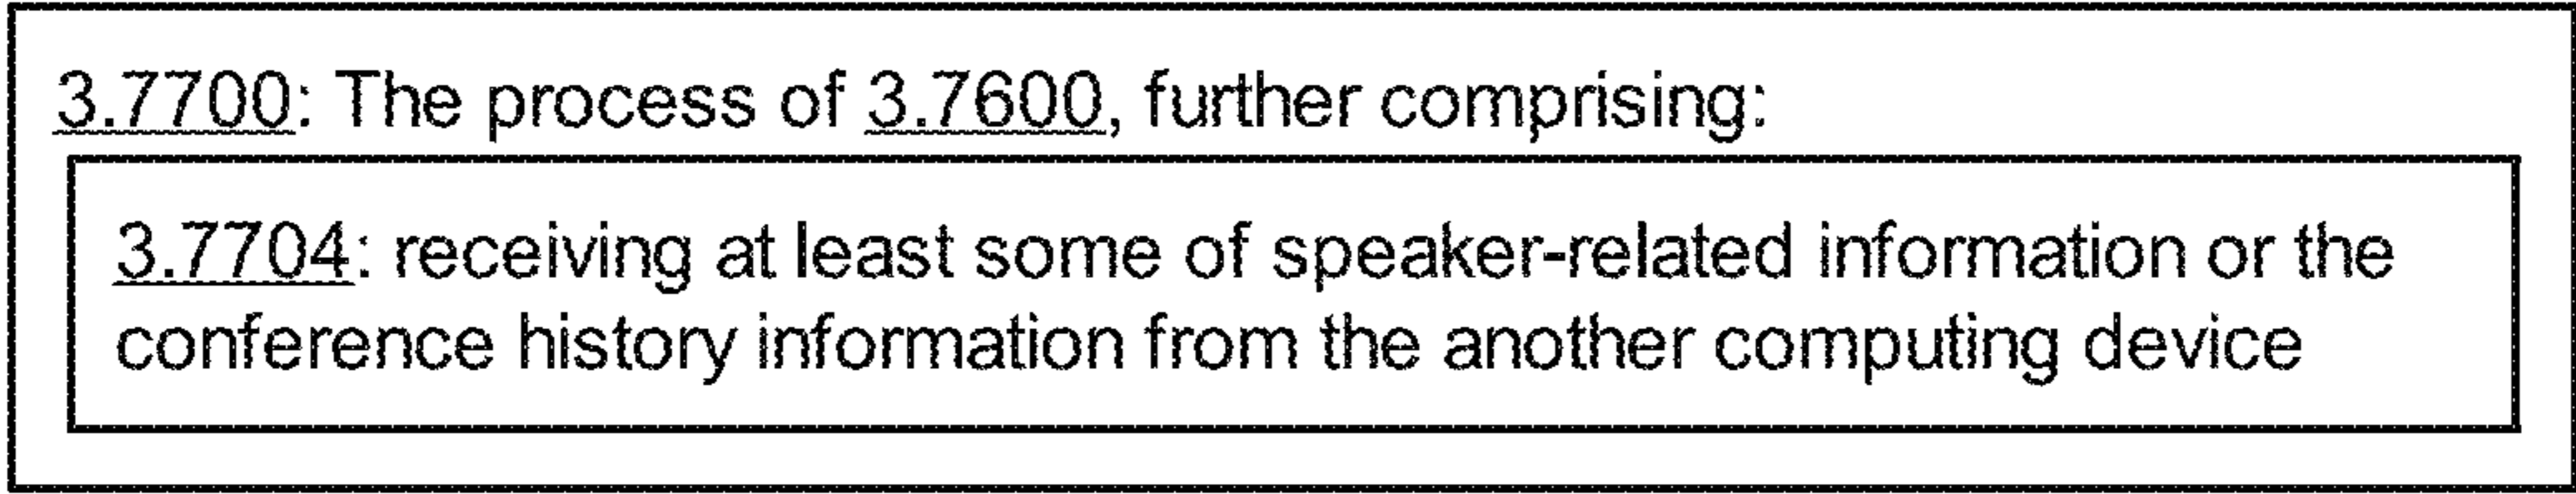 3.7700: The process of 3.7600, further comprising:
3.7704: receiving at least some of speaker-related information or the
conference history information from the another computing device